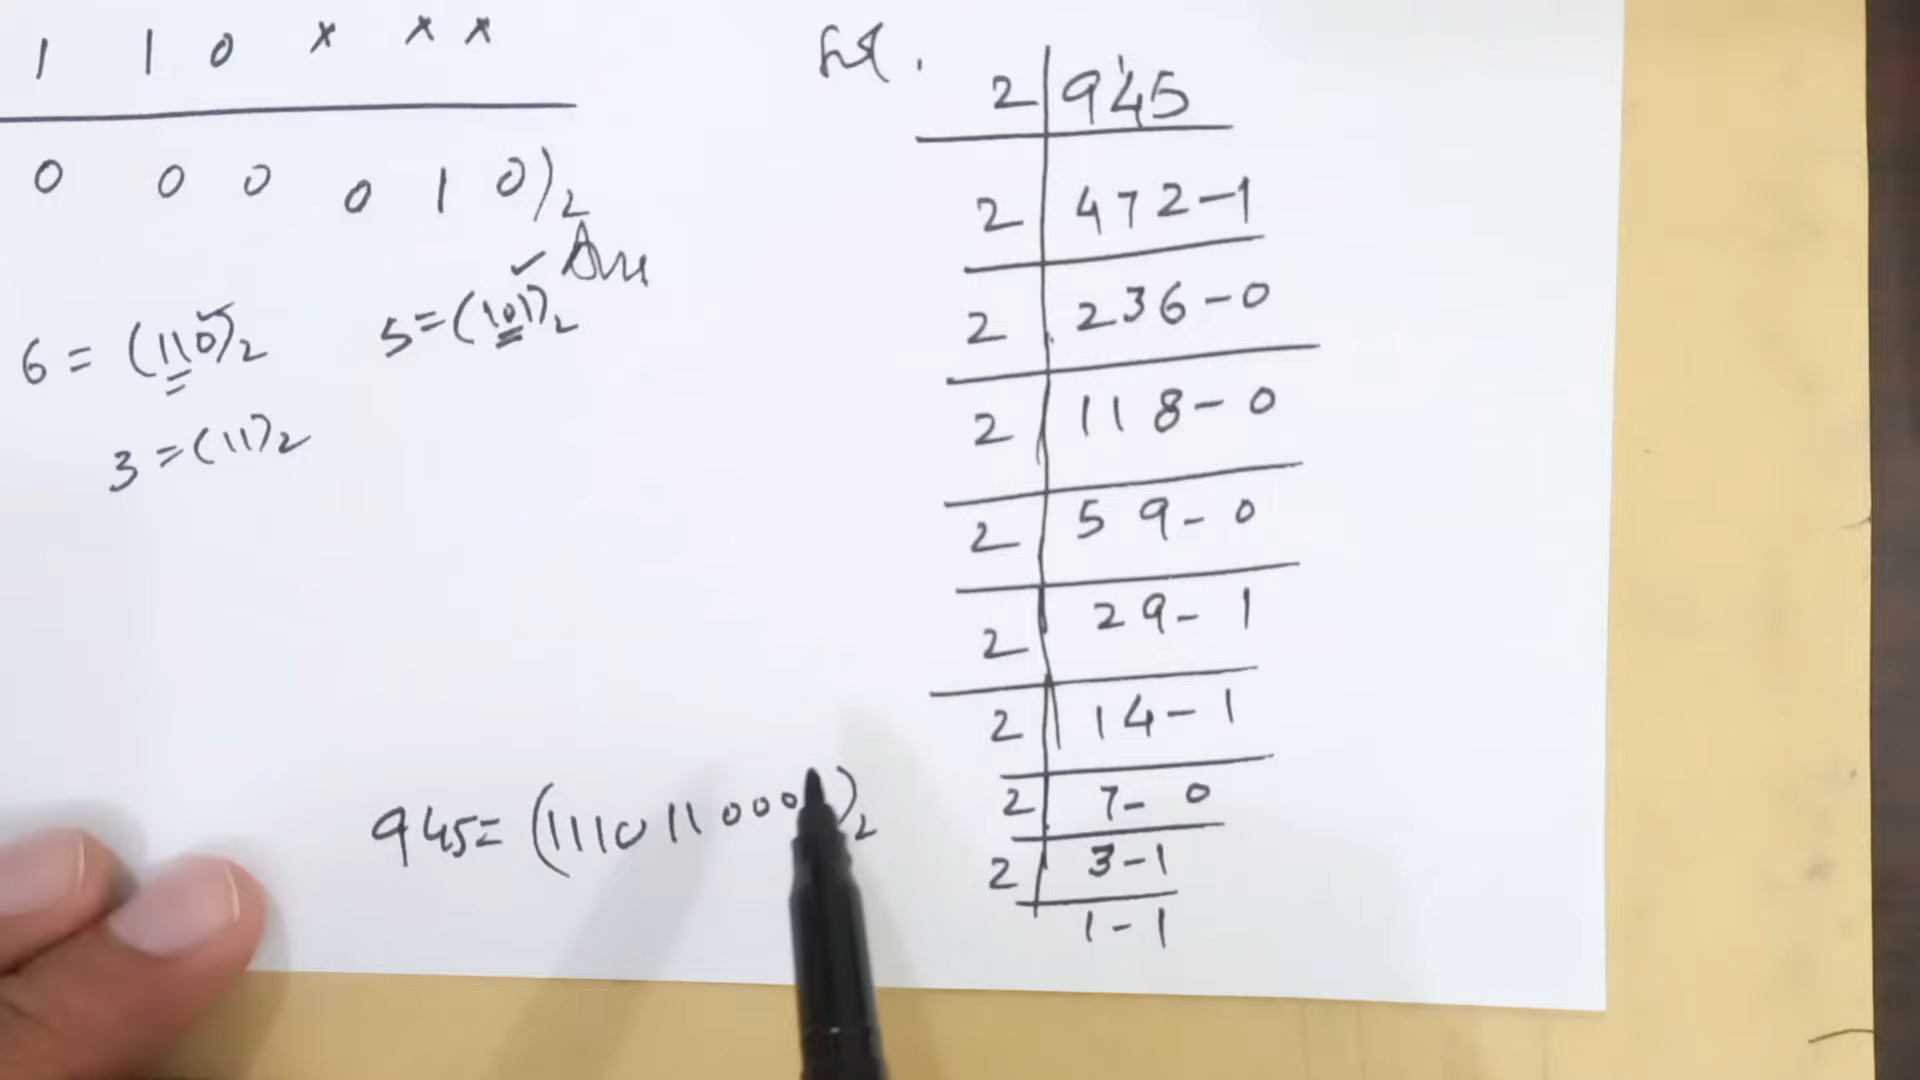 1 1 0 x x x
0 0 0 0 1 0)₂
Ans
6 = (110)₂
5 = (101)₂
3 = (11)₂
945 = (111011000 )₂
2 | 945
2 | 472 - 1
2 | 236 - 0
2 | 118 - 0
2 | 59 - 0
2 | 29 - 1
2 | 14 - 1
2 | 7 - 0
2 | 3 - 1
1 - 1